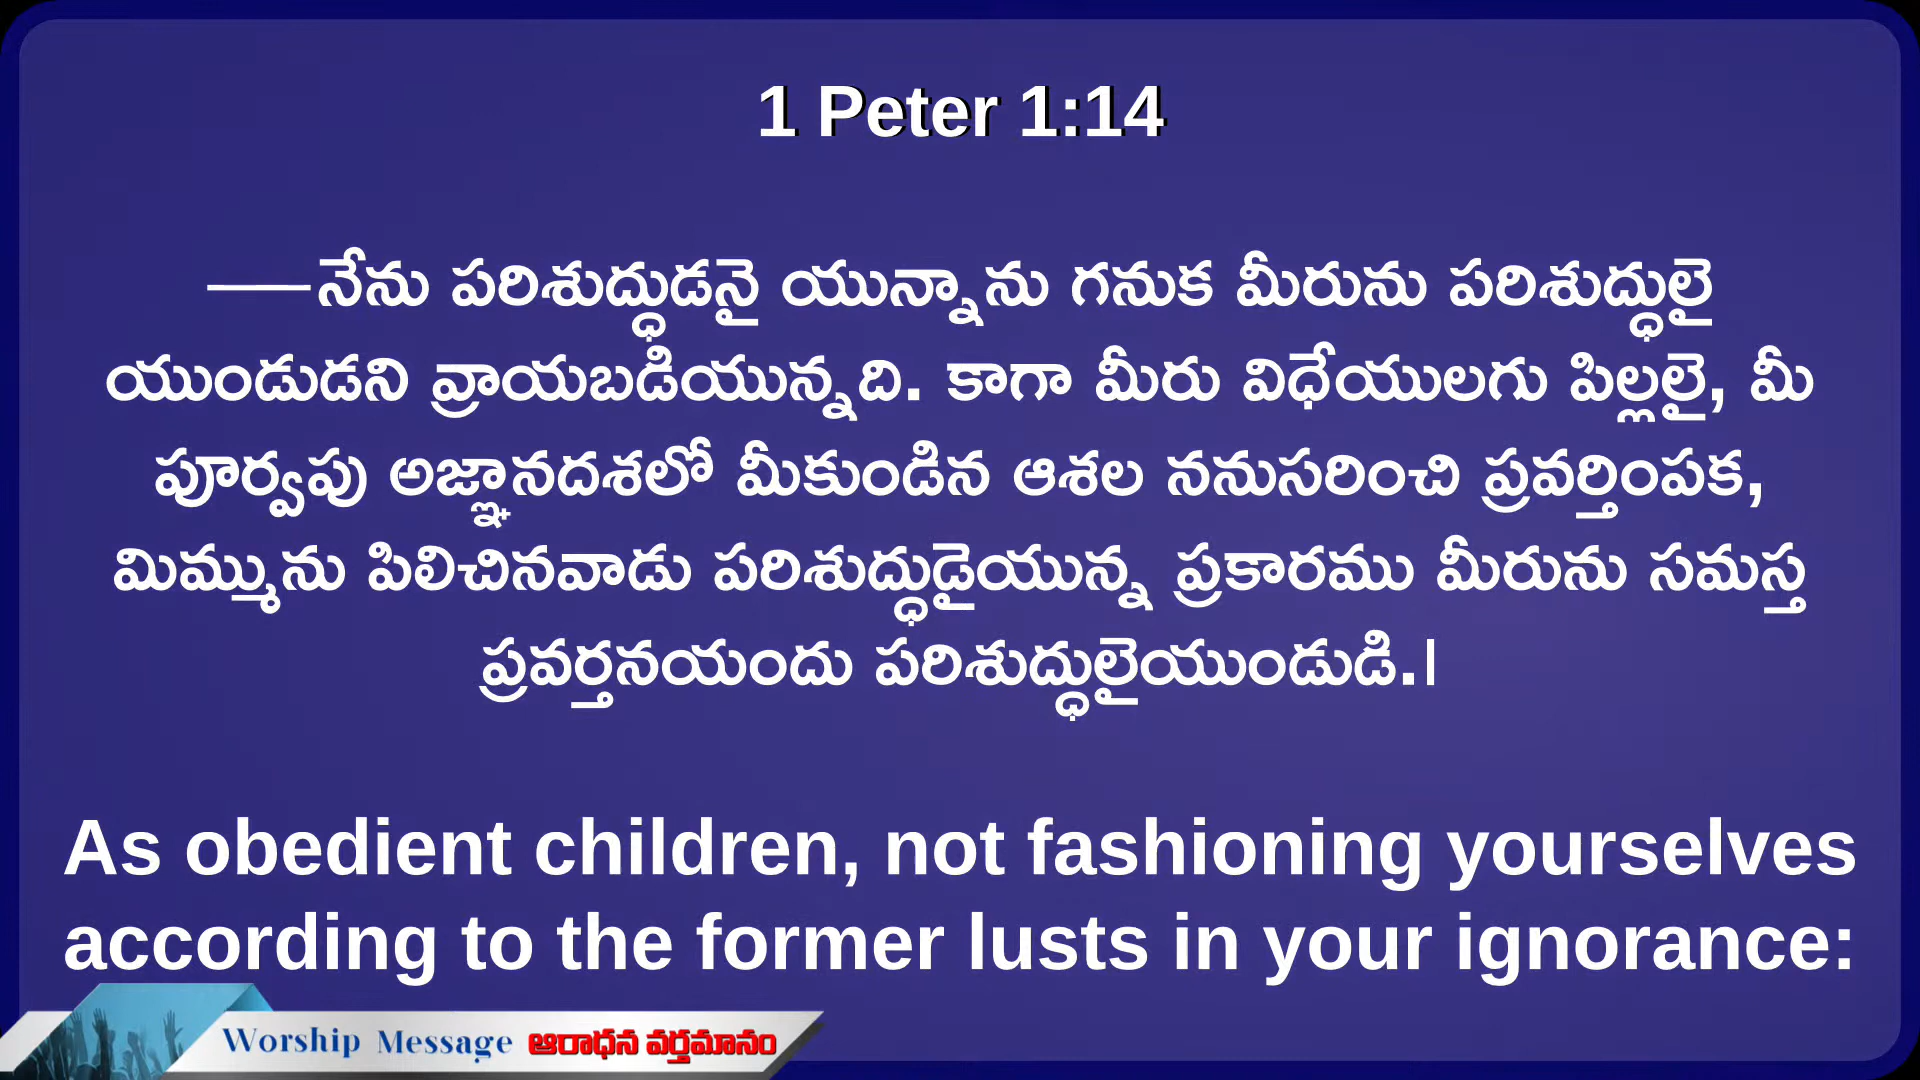 1 Peter 1:14
——నేను పరిశుద్ధుడనై యున్నాను గనుక మీరును పరిశుద్ధులై
యుండుడని వ్రాయబడియున్నది. కాగా మీరు విధేయులగు పిల్లలై, మీ
పూర్వపు అజ్ఞానదశలో మీకుండిన ఆశల ననుసరించి ప్రవర్తింపక,
మిమ్మును పిలిచినవాడు పరిశుద్ధుడైయున్న ప్రకారము మీరును సమస్త
ప్రవర్తనయందు పరిశుద్ధులైయుండుడి.|
As obedient children, not fashioning yourselves
according to the former lusts in your ignorance:
Worship Message ఆరాధన వర్తమానం